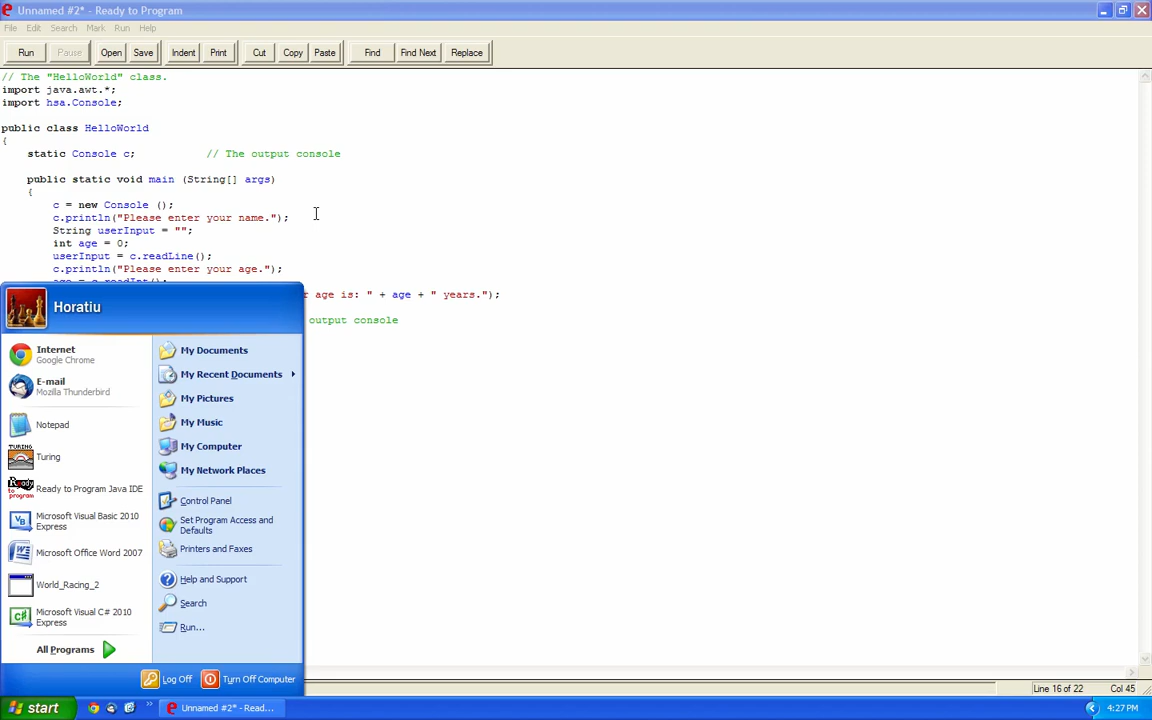 Unnamed #2* - Ready to Program
File Edit Search Mark Run Help
Run Pause Open Save Indent Print Cut Copy Paste Find Find Next Replace
// The "HelloWorld" class.
import java.awt.*;
import hsa.Console;
public class HelloWorld
{
static Console c; // The output console
public static void main (String[] args)
{
c = new Console ();
c.println("Please enter your name.");
String userInput = "";
int age = 0;
userInput = c.readLine();
c.println("Please enter your age.");
age = c.readInt();
r age is: " + age + " years.");
output console
Horatiu
Internet
Google Chrome
E-mail
Mozilla Thunderbird
Notepad
TURING
Turing
Ready to Program
Ready to Program Java IDE
Microsoft Visual Basic 2010 Express
Microsoft Office Word 2007
World_Racing_2
Microsoft Visual C# 2010 Express
All Programs
My Documents
My Recent Documents
My Pictures
My Music
My Computer
My Network Places
Control Panel
Set Program Access and Defaults
Printers and Faxes
Help and Support
Search
Run...
Log Off Turn Off Computer
Line 16 of 22 Col 45
start
Unnamed #2* - Read...
4:27 PM